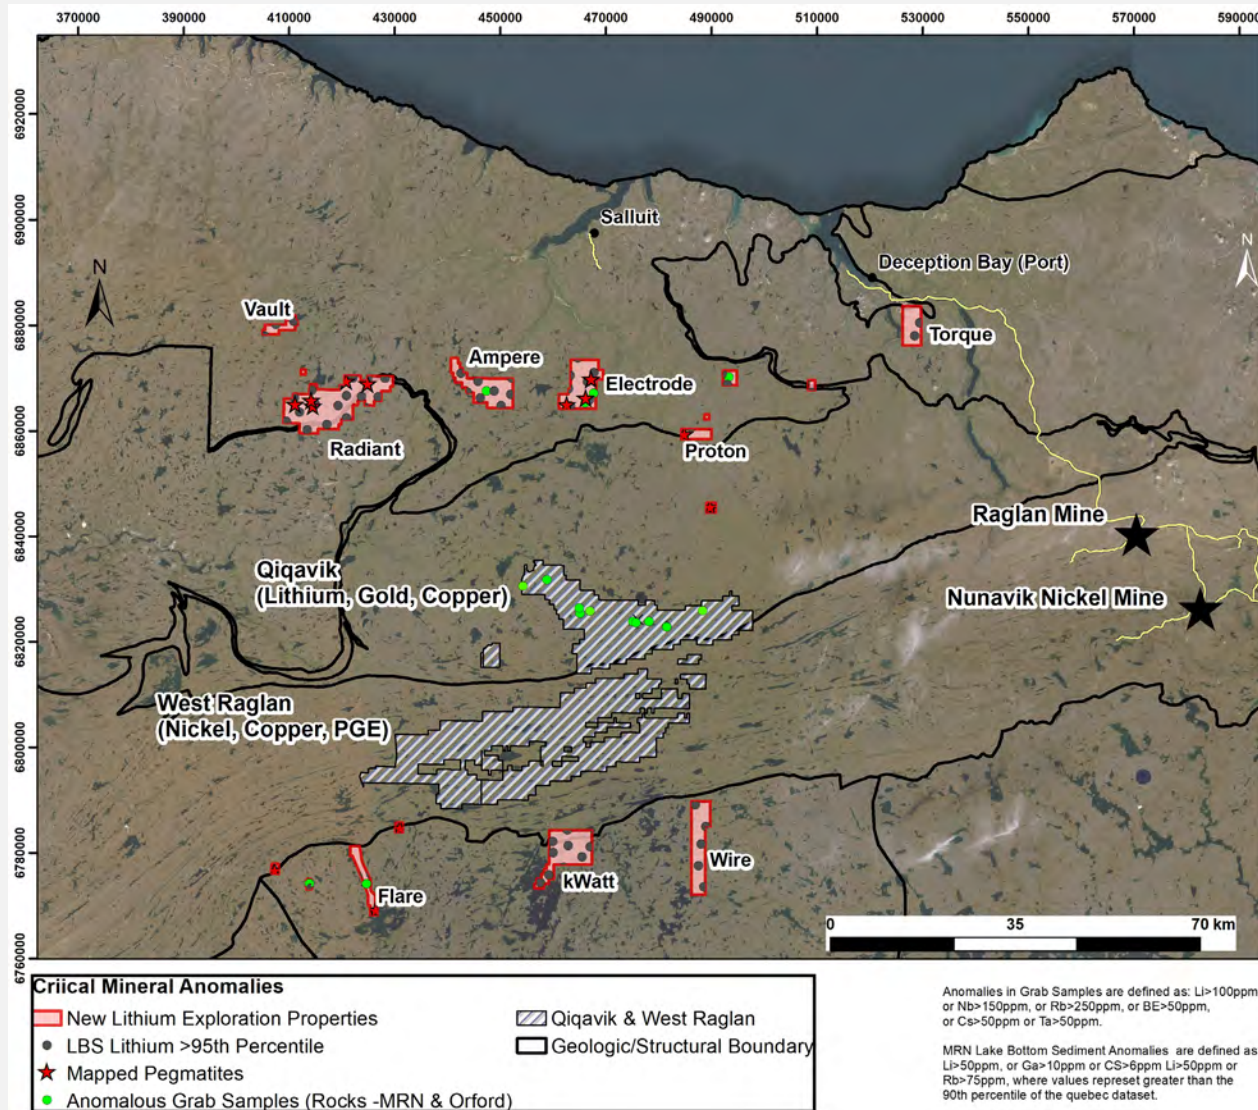 370000 390000 410000 430000 450000 470000 490000 510000 530000 550000 570000 590000
6920000
6900000
6880000
6860000
6840000
6820000
6800000
6780000
6760000
N
N
Salluit
Deception Bay (Port)
Vault
Torque
Ampere
Electrode
Radiant
Proton
Raglan Mine
Qiqavik
(Lithium, Gold, Copper)
Nunavik Nickel Mine
West Raglan
(Nickel, Copper, PGE)
Flare
kWatt
Wire
0 35 70 km
Criical Mineral Anomalies
New Lithium Exploration Properties
LBS Lithium >95th Percentile
Mapped Pegmatites
Anomalous Grab Samples (Rocks -MRN & Orford)
Qiqavik & West Raglan
Geologic/Structural Boundary
Anomalies in Grab Samples are defined as: Li>100ppm
or Nb>150ppm, or Rb>250ppm, or BE>50ppm,
or Cs>50ppm or Ta>50ppm.
MRN Lake Bottom Sediment Anomalies are defined as
Li>50ppm, or Ga>10ppm or CS>6ppm Li>50ppm or
Rb>75ppm, where values represet greater than the
90th percentile of the quebec dataset.